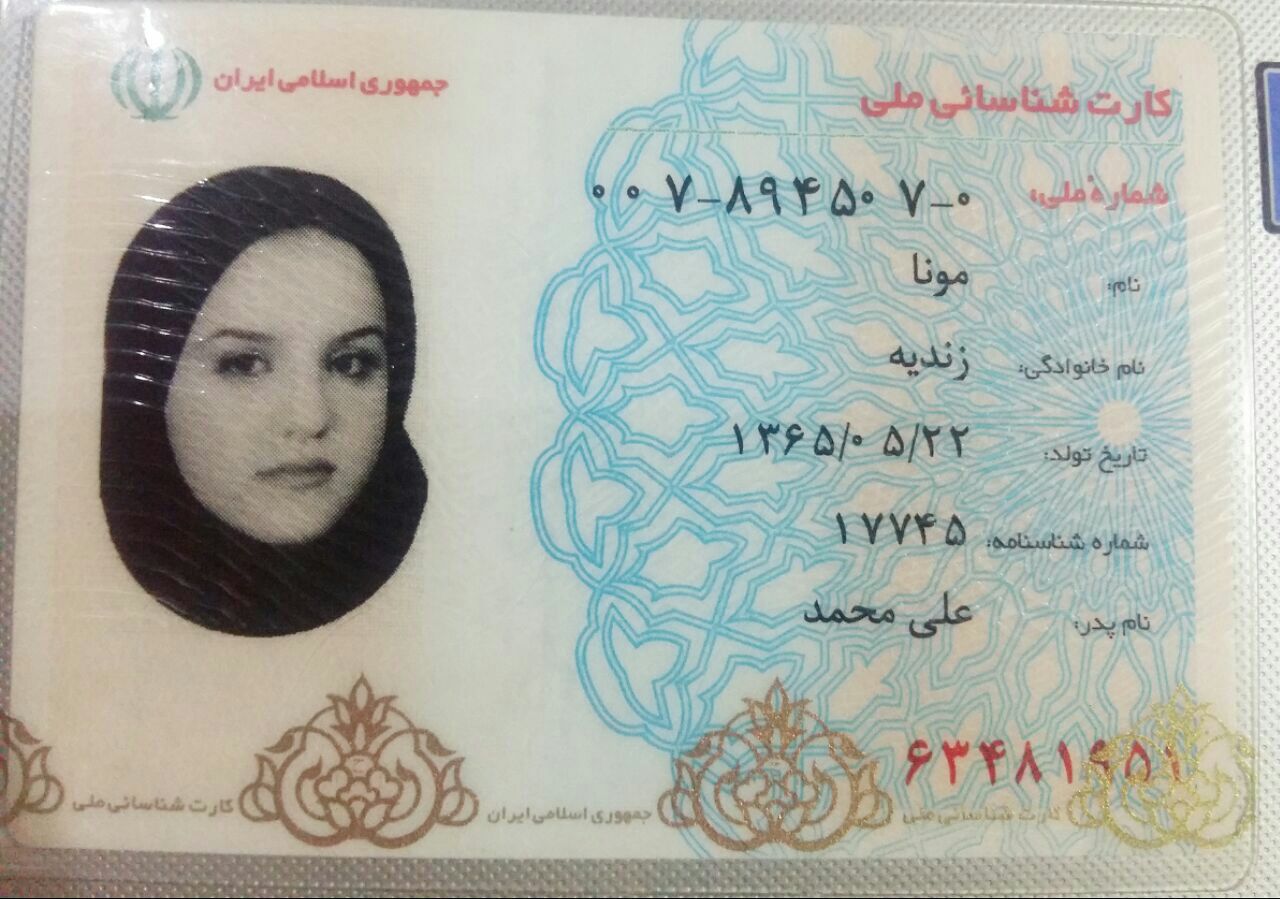 جمهوری اسلامی ایران
کارت شناسائی ملی
شماره ملی: ۰۰۷-۸۹۴۵۰۷-۰
نام: مونا
نام خانوادگی: زندیه
تاریخ تولد: ۱۳۶۵/۰۵/۲۲
شماره شناسنامه: ۱۷۷۴۵
نام پدر: علی محمد
۶۳۴۸۱۹۵۱
کارت شناسائی ملی
جمهوری اسلامی ایران
کارت شناسائی ملی